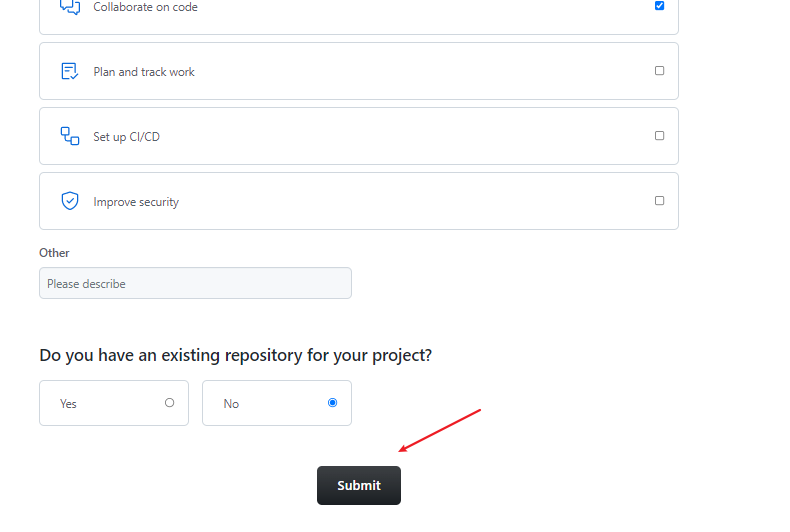 Collaborate on code
Plan and track work
Set up CI/CD
Improve security
Other
Please describe
Do you have an existing repository for your project?
Yes
No
Submit